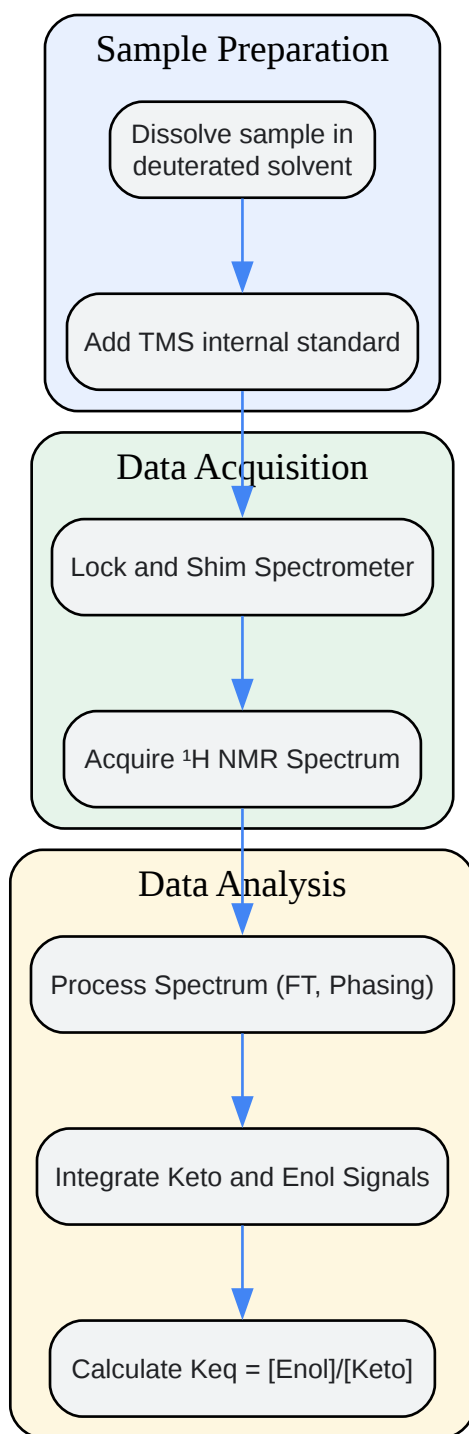 Sample Preparation
Dissolve sample in
deuterated solvent
Add TMS internal standard
Data Acquisition
Lock and Shim Spectrometer
Acquire ¹H NMR Spectrum
Data Analysis
Process Spectrum (FT, Phasing)
Integrate Keto and Enol Signals
Calculate Keq = [Enol]/[Keto]